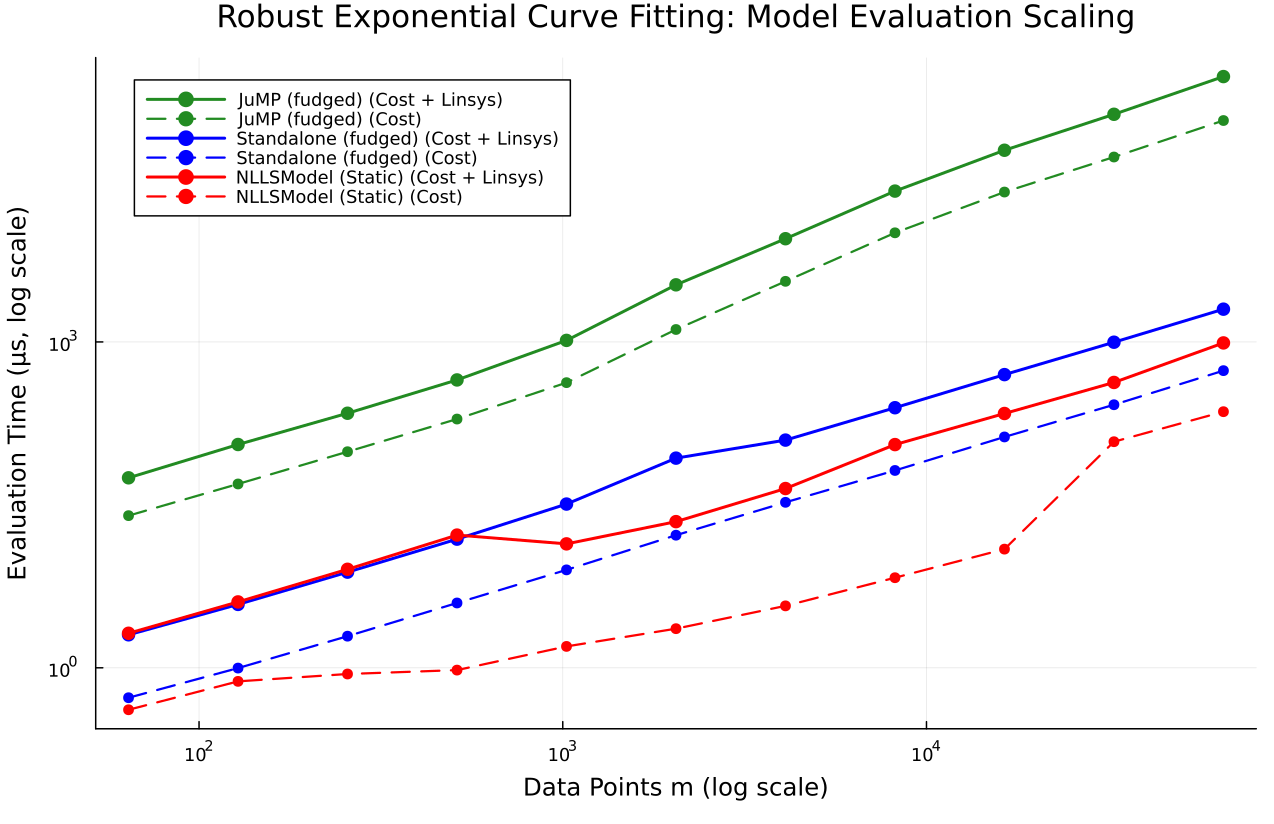 Robust Exponential Curve Fitting: Model Evaluation Scaling
JuMP (fudged) (Cost + Linsys)
JuMP (fudged) (Cost)
Standalone (fudged) (Cost + Linsys)
Standalone (fudged) (Cost)
NLLSModel (Static) (Cost + Linsys)
NLLSModel (Static) (Cost)
Evaluation Time (μs, log scale)
10³
10⁰
10² 10³ 10⁴
Data Points m (log scale)